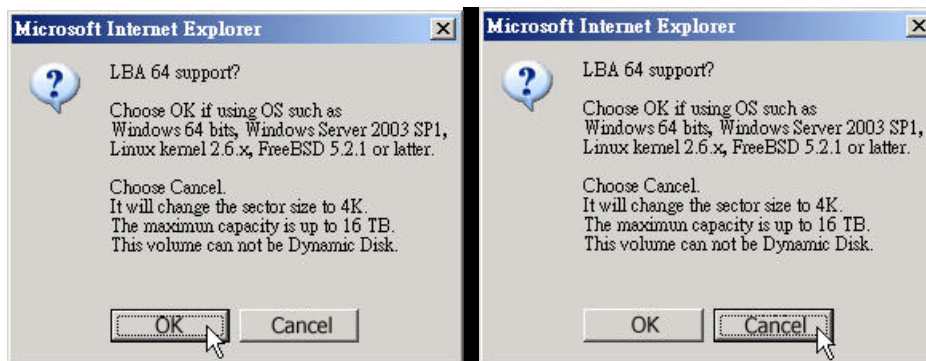 Microsoft Internet Explorer
LBA 64 support?
Choose OK if using OS such as
Windows 64 bits, Windows Server 2003 SP1,
Linux kernel 2.6.x, FreeBSD 5.2.1 or latter.
Choose Cancel.
It will change the sector size to 4K.
The maximun capacity is up to 16 TB.
This volume can not be Dynamic Disk.
OK
Cancel
Microsoft Internet Explorer
LBA 64 support?
Choose OK if using OS such as
Windows 64 bits, Windows Server 2003 SP1,
Linux kernel 2.6.x, FreeBSD 5.2.1 or latter.
Choose Cancel.
It will change the sector size to 4K.
The maximun capacity is up to 16 TB.
This volume can not be Dynamic Disk.
OK
Cancel